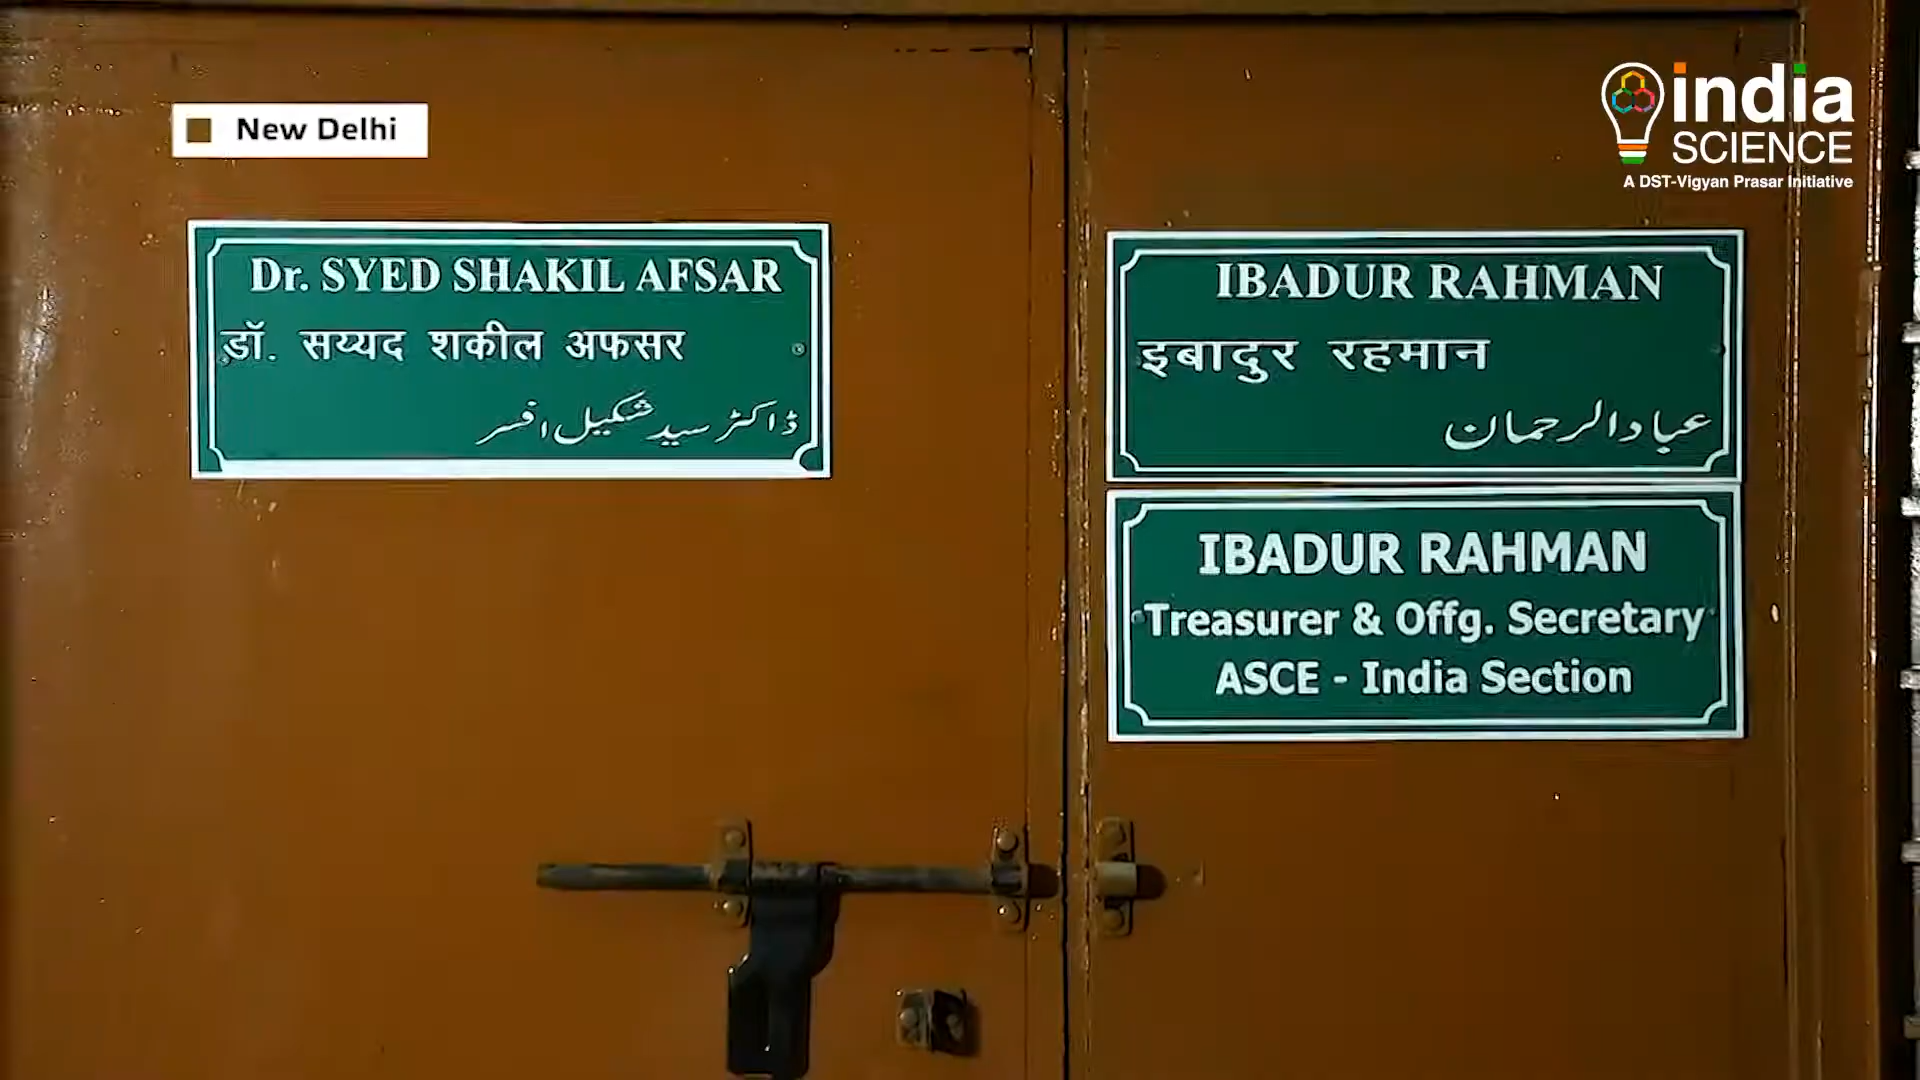 New Delhi
india
SCIENCE
A DST-Vigyan Prasar Initiative
Dr. SYED SHAKIL AFSAR
डॉ. सय्यद शकील अफसर
ڈاکٹر سید شکیل افسر
IBADUR RAHMAN
इबादुर रहमान
عبادالرحمان
IBADUR RAHMAN
Treasurer & Offg. Secretary
ASCE - India Section